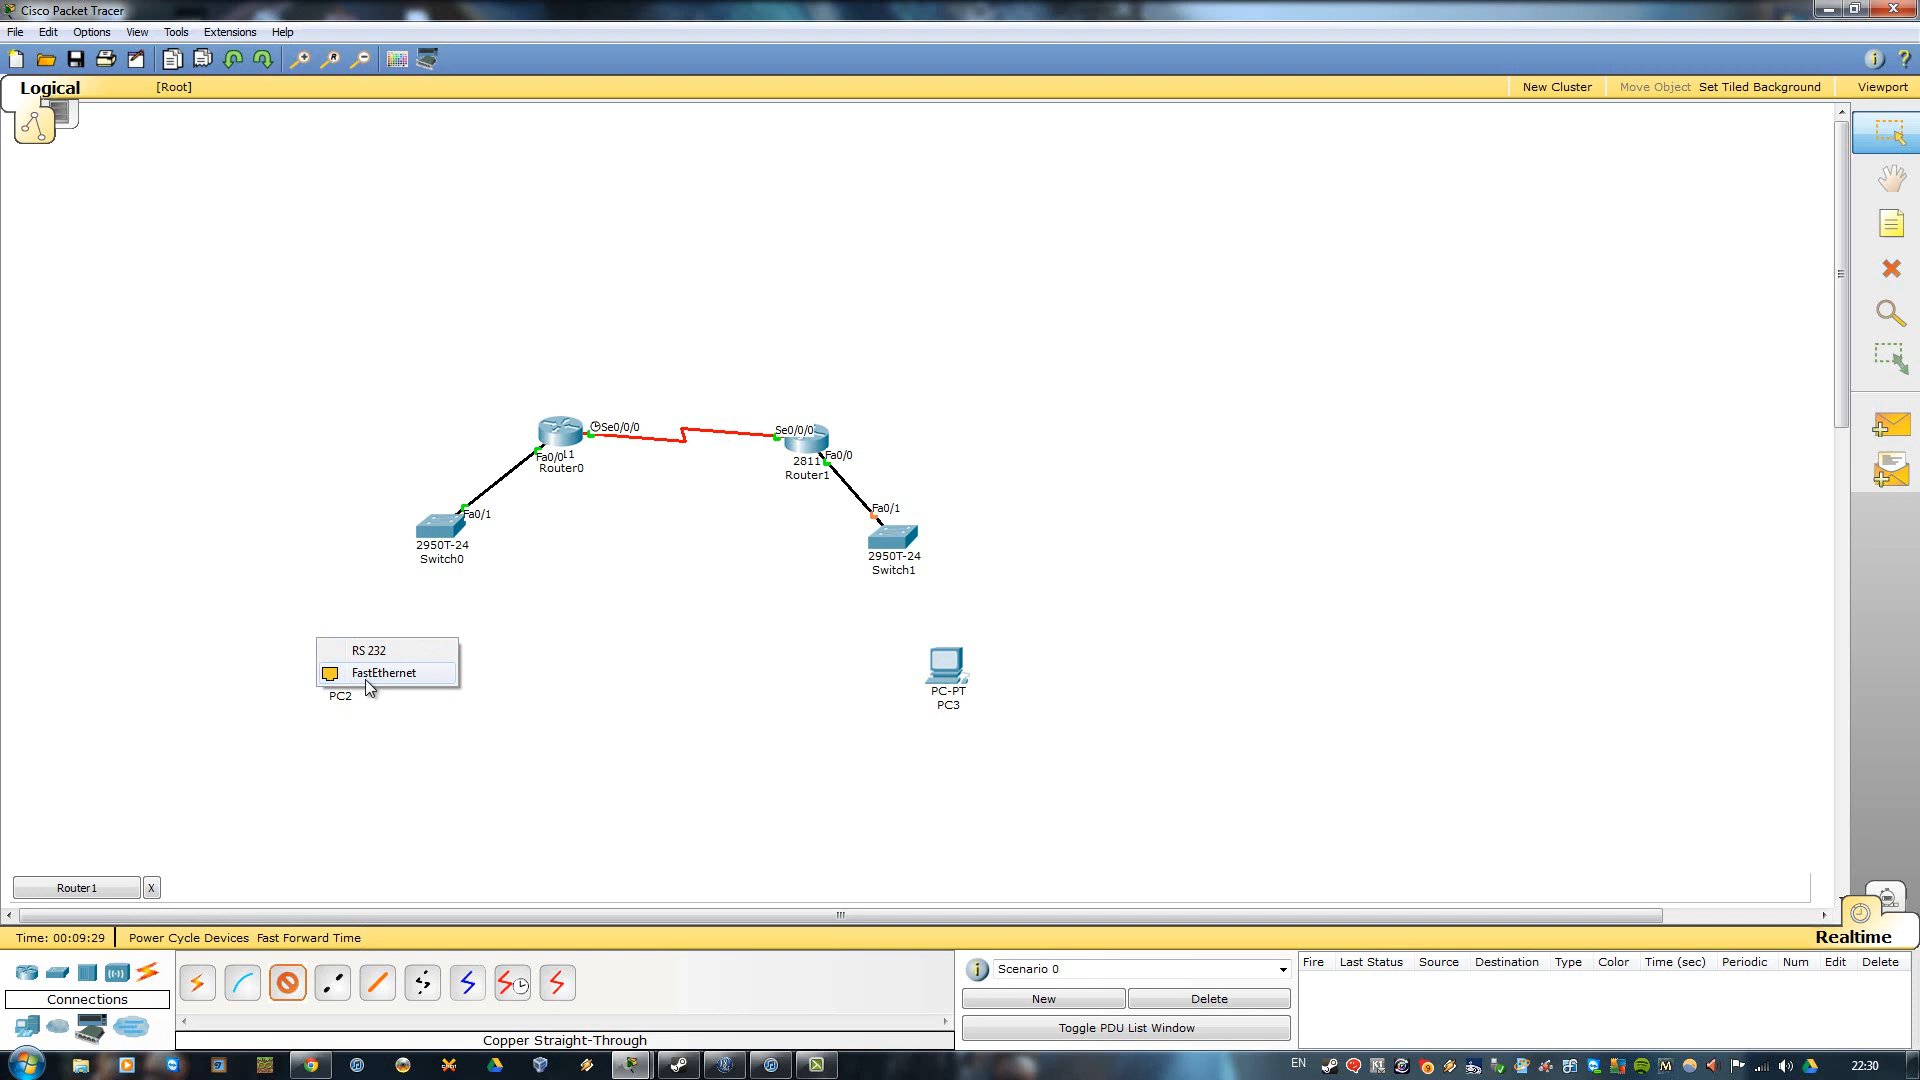 Cisco Packet Tracer
File Edit Options View Tools Extensions Help
Logical [Root] New Cluster Move Object Set Tiled Background Viewport
Se0/0/0
Se0/0/0
Fa0/0 11
Router0
Fa0/0
2811
Router1
Fa0/1
Fa0/1
2950T-24
Switch0
2950T-24
Switch1
RS 232
FastEthernet
PC2
PC-PT
PC3
Router1 X
Time: 00:09:29 Power Cycle Devices Fast Forward Time Realtime
Connections
Copper Straight-Through
Scenario 0
New Delete
Toggle PDU List Window
Fire Last Status Source Destination Type Color Time (sec) Periodic Num Edit Delete
EN 22:30